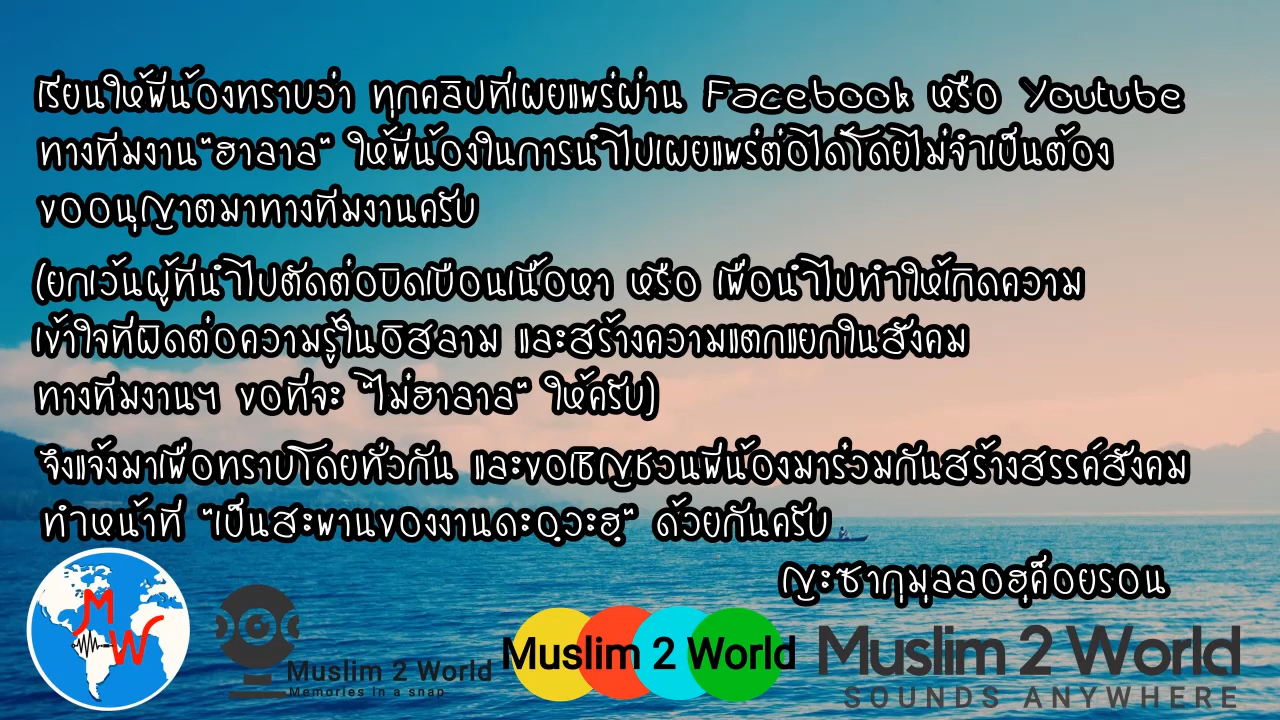 เรียนให้พี่น้องทราบว่า ทุกคลิปที่เผยแพร่ผ่าน Facebook หรือ Youtube
ทางทีมงาน"ฮาลาล" ให้พี่น้องในการนำไปเผยแพร่ต่อได้โดยไม่จำเป็นต้อง
ขออนุญาตมาทางทีมงานครับ
(ยกเว้นผู้ที่นำไปตัดต่อบิดเบือนเนื้อหา หรือ เพื่อนำไปทำให้เกิดความ
เข้าใจที่ผิดต่อความรู้ในอิสลาม และสร้างความแตกแยกในสังคม
ทางทีมงานฯ ขอที่จะ "ไม่ฮาลาล" ให้ครับ)
จึงแจ้งมาเพื่อทราบโดยทั่วกัน และขอเชิญชวนพี่น้องมาร่วมกันสร้างสรรค์สังคม
ทำหน้าที่ "เป็นสะพานของงานดะอฺวะฮฺ" ด้วยกันครับ
ญะซากุมุลลอฮุค็อยรอน
MW
Muslim 2 World
Memories in a snap
Muslim 2 World
Muslim 2 World
SOUNDS ANYWHERE